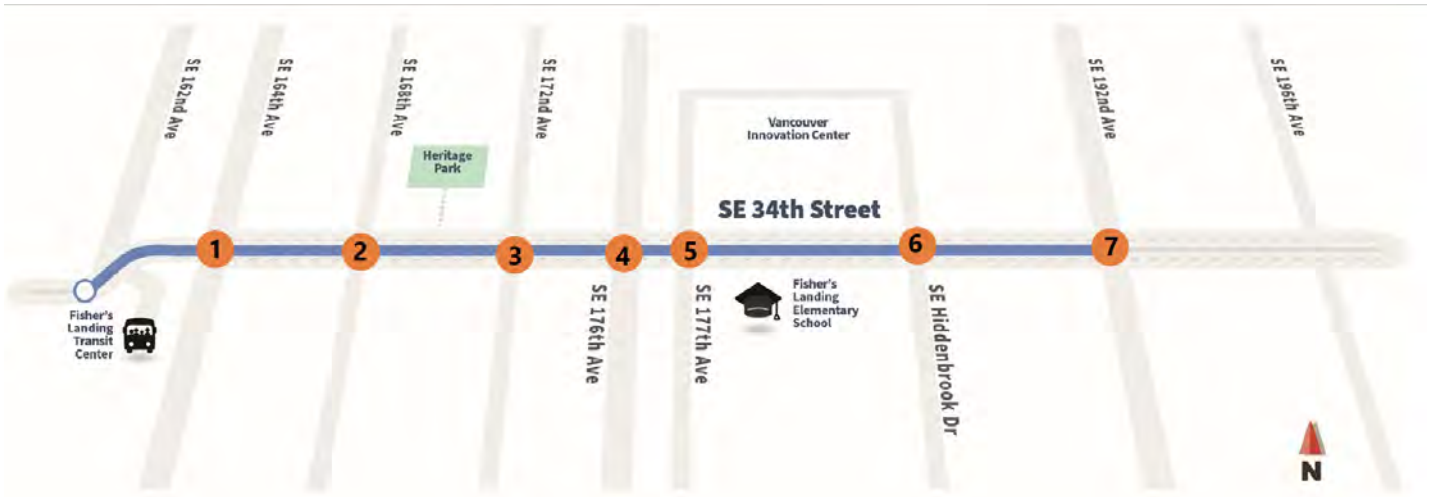 SE 162nd Ave
SE 164th Ave
SE 168th Ave
SE 172nd Ave
SE 192nd Ave
SE 196th Ave
Vancouver
Innovation Center
Heritage
Park
SE 34th Street
1
2
3
4
5
6
7
Fisher's
Landing
Transit
Center
SE 176th Ave
SE 177th Ave
Fisher's
Landing
Elementary
School
SE Hiddenbrook Dr
N